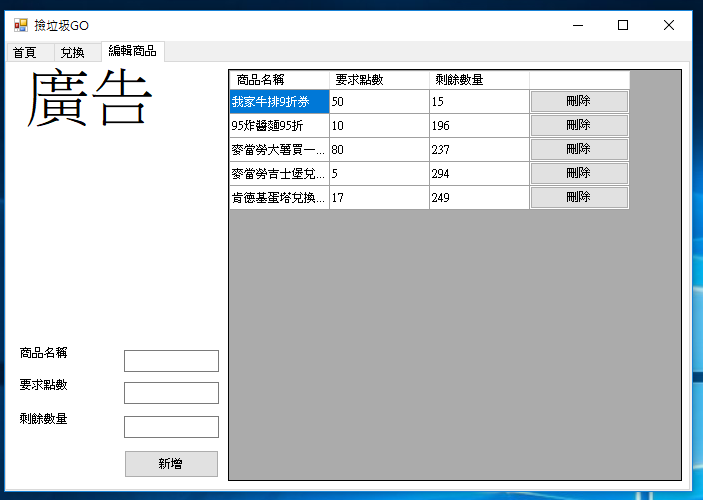 撿垃圾GO
首頁 兌換 編輯商品
廣告
商品名稱 要求點數 剩餘數量
我家牛排9折券 50 15 刪除
95炸醬麵95折 10 196 刪除
麥當勞大薯買一... 80 237 刪除
麥當勞吉士堡兌... 5 294 刪除
肯德基蛋塔兌換... 17 249 刪除
商品名稱
要求點數
剩餘數量
新增